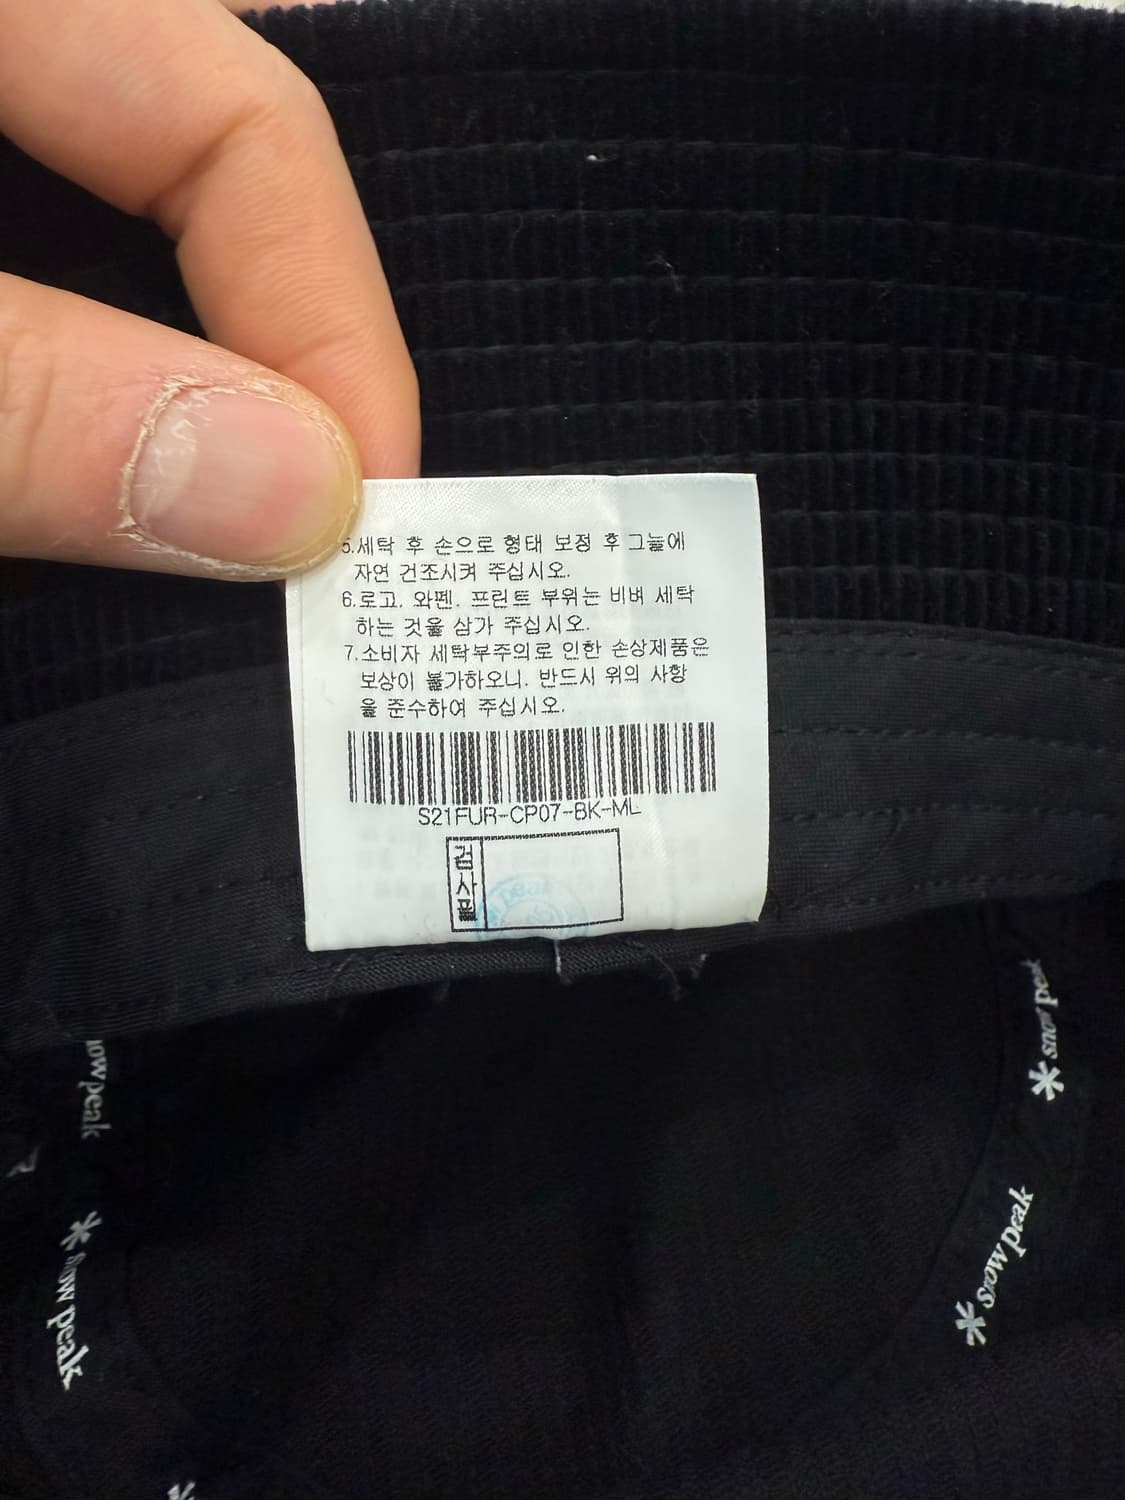 5.세탁 후 손으로 형태 보정 후 그늘에
자연 건조시켜 주십시오.
6.로고. 와펜. 프린트 부위는 비벼 세탁
하는 것을 삼가 주십시오.
7.소비자 세탁부주의로 인한 손상제품은
보상이 불가하오니. 반드시 위의 사항
을 준수하여 주십시오.
S21FUR-CP07-BK-ML
검사필
snow peak
snow peak
snow peak